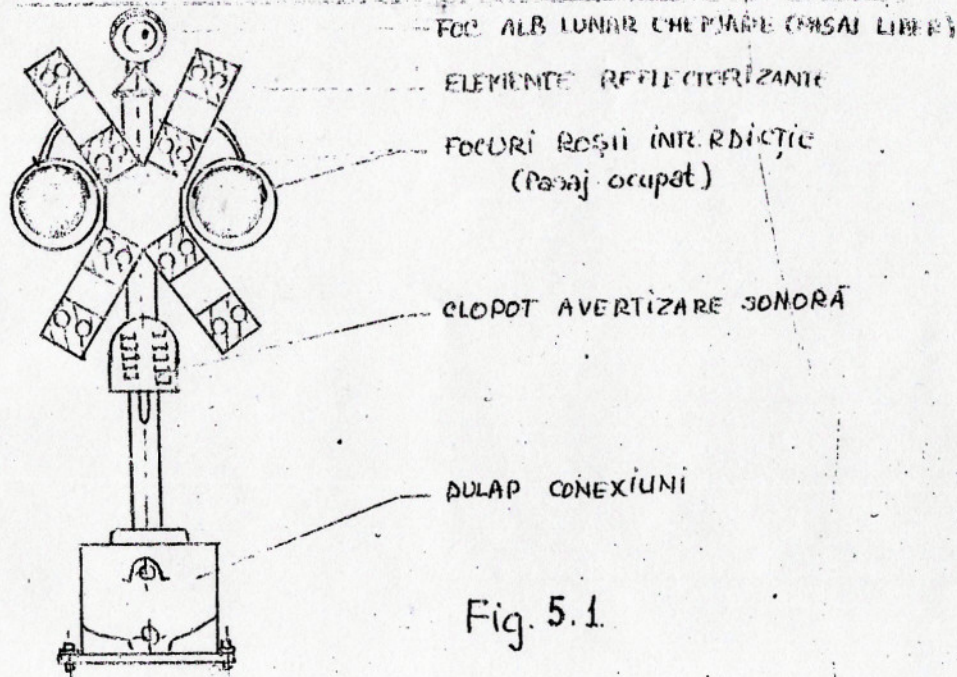 FOC ALB LUNAR (PASAJ LIBER)
ELEMENTE REFLECTORIZANTE
FOCURI ROȘII INTERDICȚIE
(Pasaj ocupat)
CLOPOT AVERTIZARE SONORĂ
DULAP CONEXIUNI
Fig. 5.1